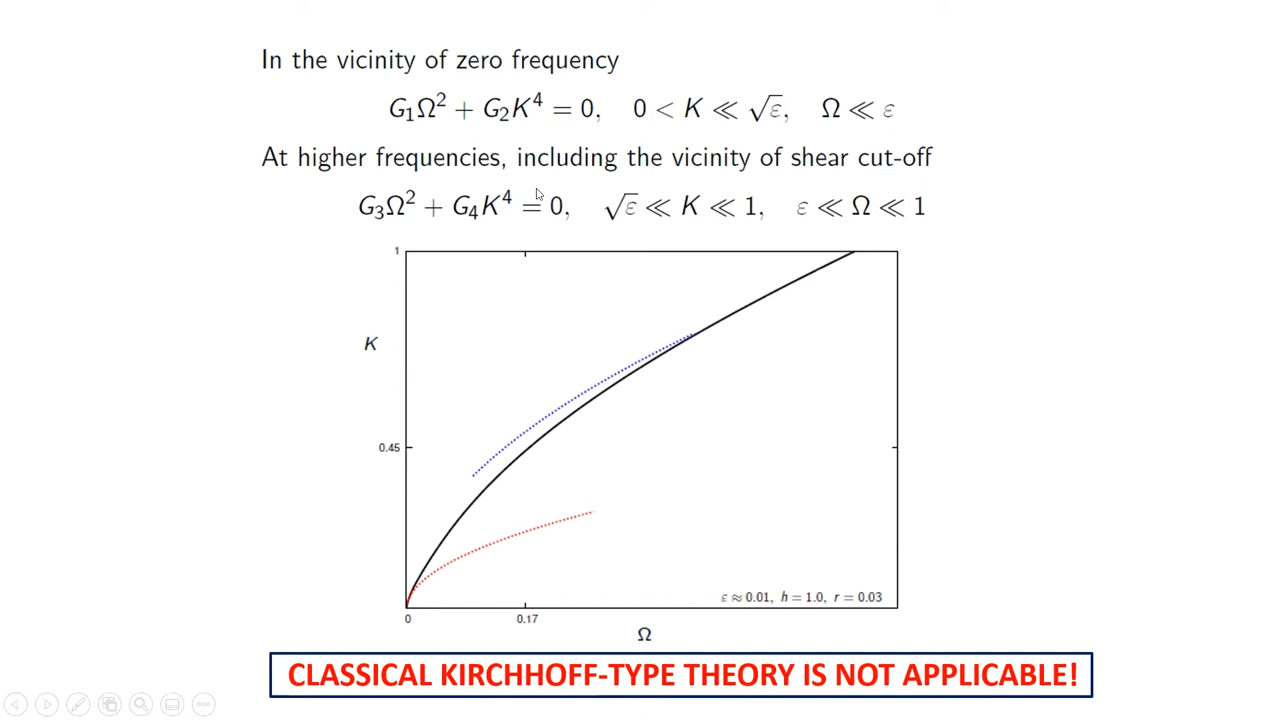 In the vicinity of zero frequency
G₁Ω² + G₂K⁴ = 0, 0 < K ≪ √ε, Ω ≪ ε
At higher frequencies, including the vicinity of shear cut-off
G₃Ω² + G₄K⁴ = 0, √ε ≪ K ≪ 1, ε ≪ Ω ≪ 1
1
K
0.45
ε ≈ 0.01, h = 1.0, r = 0.03
0 0.17
Ω
CLASSICAL KIRCHHOFF-TYPE THEORY IS NOT APPLICABLE!